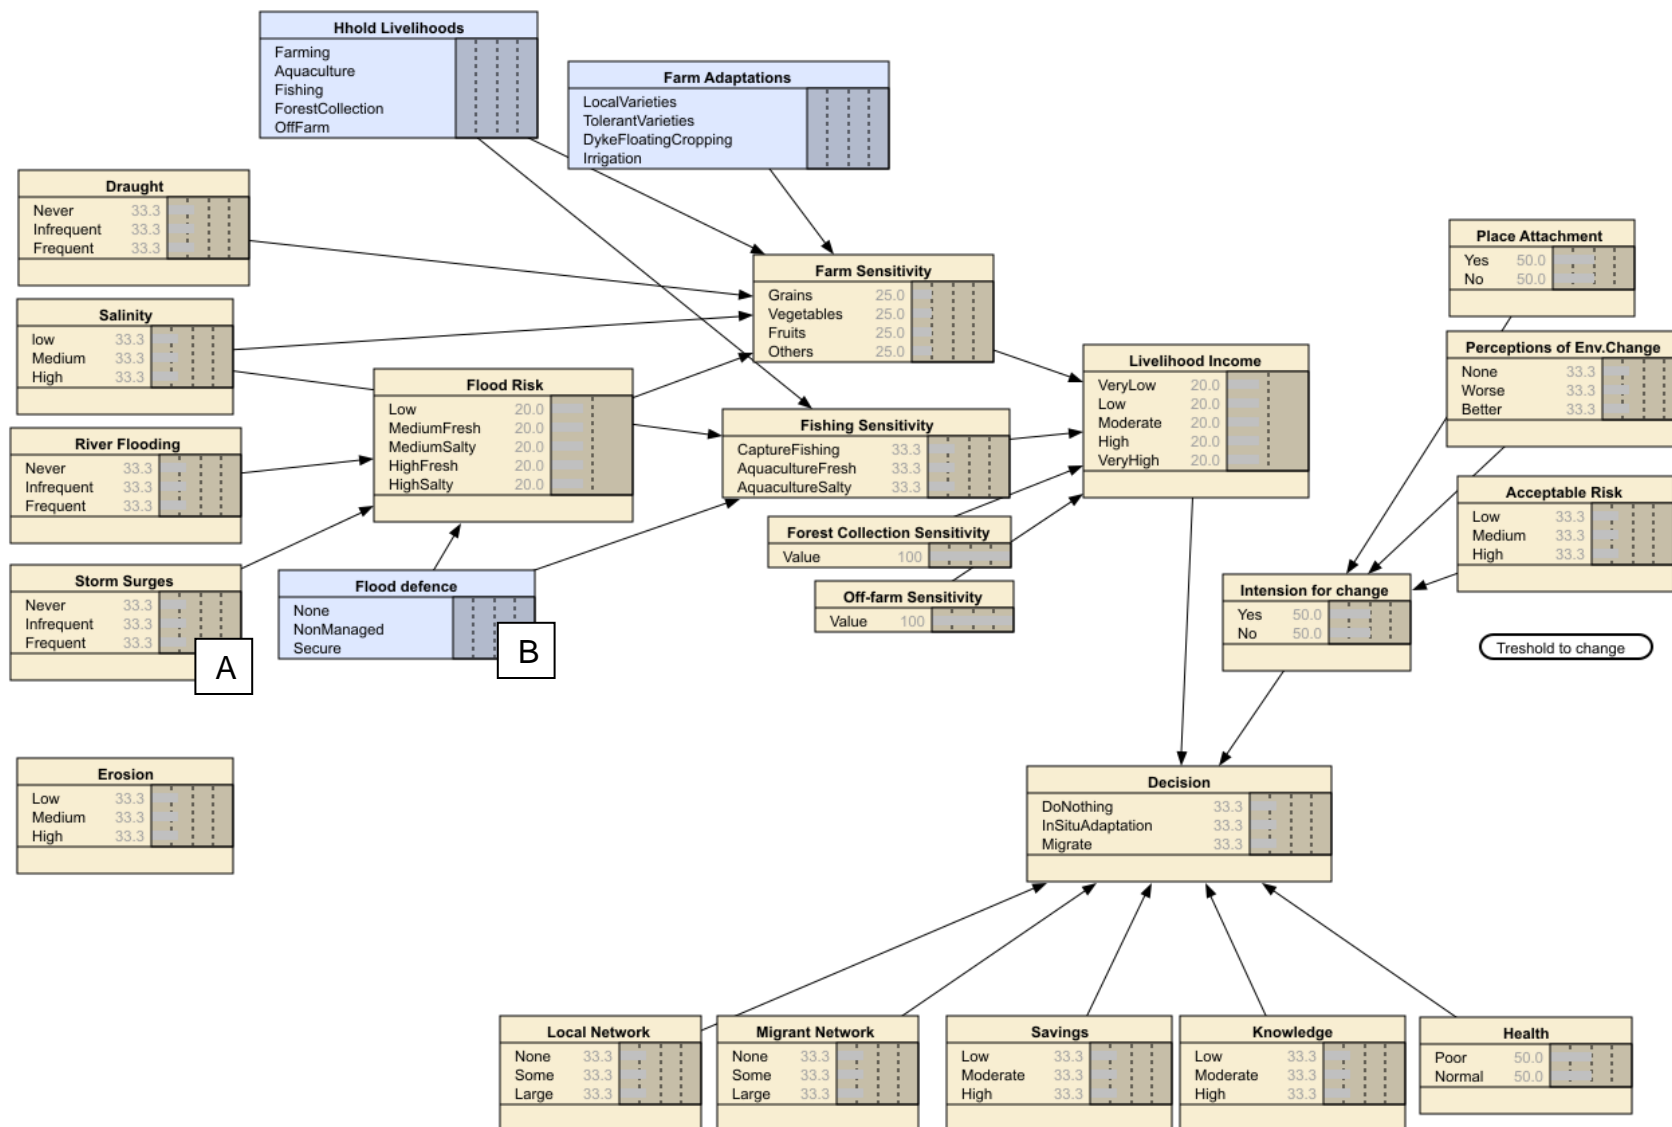 Hhold Livelihoods
Farming
Aquaculture
Fishing
ForestCollection
OffFarm
Farm Adaptations
LocalVarieties
TolerantVarieties
DykeFloatingCropping
Irrigation
Draught
Never 33.3
Infrequent 33.3
Frequent 33.3
Salinity
low 33.3
Medium 33.3
High 33.3
River Flooding
Never 33.3
Infrequent 33.3
Frequent 33.3
Storm Surges
Never 33.3
Infrequent 33.3
Frequent 33.3
A
Erosion
Low 33.3
Medium 33.3
High 33.3
Flood Risk
Low 20.0
MediumFresh 20.0
MediumSalty 20.0
HighFresh 20.0
HighSalty 20.0
Flood defence
None
NonManaged
Secure
B
Farm Sensitivity
Grains 25.0
Vegetables 25.0
Fruits 25.0
Others 25.0
Fishing Sensitivity
CaptureFishing 33.3
AquacultureFresh 33.3
AquacultureSalty 33.3
Forest Collection Sensitivity
Value 100
Off-farm Sensitivity
Value 100
Livelihood Income
VeryLow 20.0
Low 20.0
Moderate 20.0
High 20.0
VeryHigh 20.0
Place Attachment
Yes 50.0
No 50.0
Perceptions of Env.Change
None 33.3
Worse 33.3
Better 33.3
Acceptable Risk
Low 33.3
Medium 33.3
High 33.3
Intension for change
Yes 50.0
No 50.0
Treshold to change
Decision
DoNothing 33.3
InSituAdaptation 33.3
Migrate 33.3
Local Network
None 33.3
Some 33.3
Large 33.3
Migrant Network
None 33.3
Some 33.3
Large 33.3
Savings
Low 33.3
Moderate 33.3
High 33.3
Knowledge
Low 33.3
Moderate 33.3
High 33.3
Health
Poor 50.0
Normal 50.0